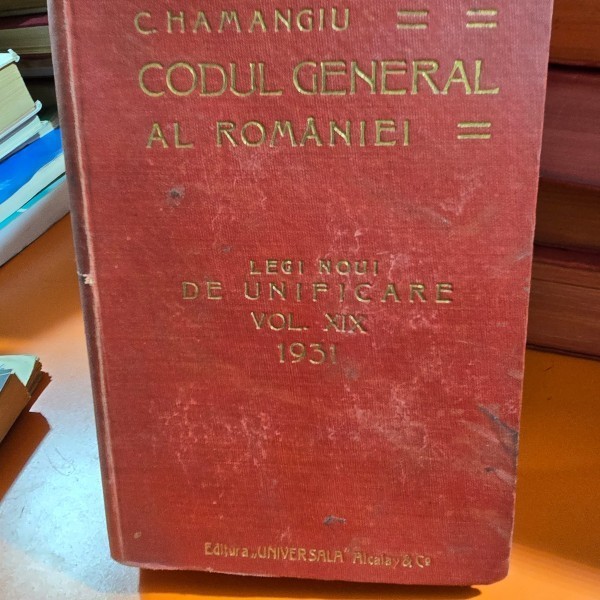 C. HAMANGIU
CODUL GENERAL
AL ROMÂNIEI
LEGI NOUI
DE UNIFICARE
VOL. XIX
1931
Editura „UNIVERSALA" Alcalay & Co